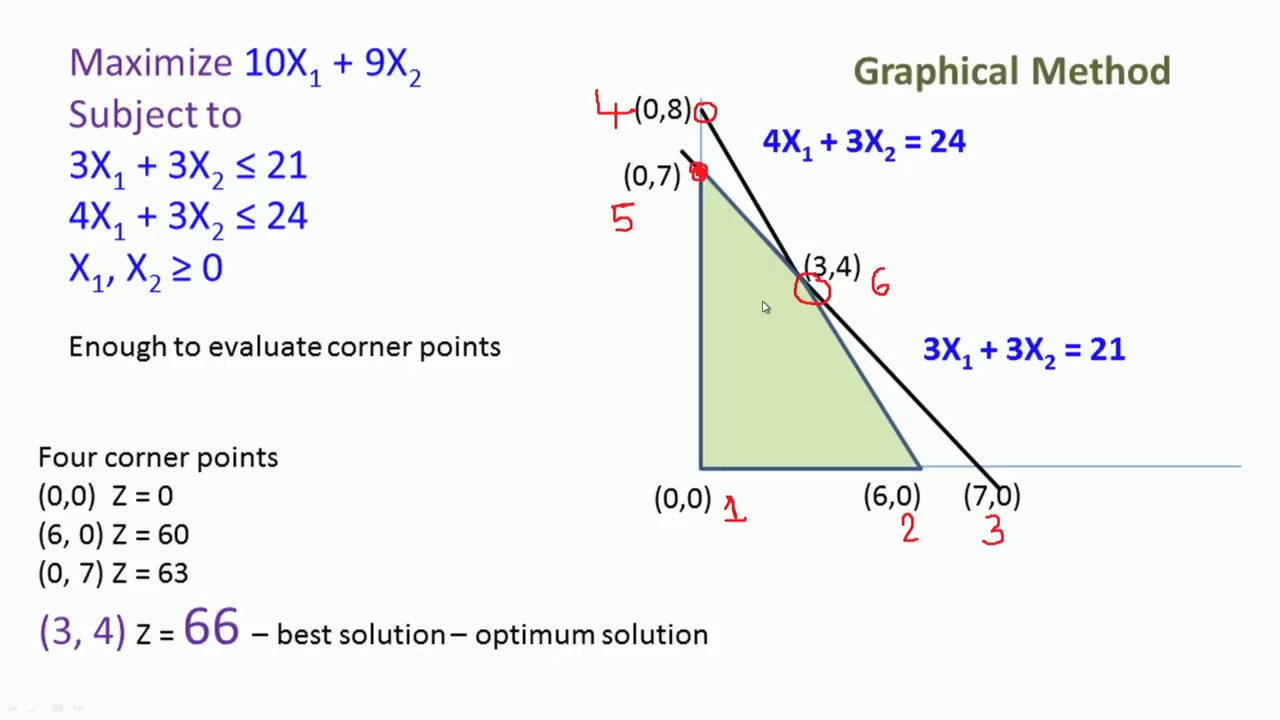 Maximize 10X₁ + 9X₂
Subject to
3X₁ + 3X₂ ≤ 21
4X₁ + 3X₂ ≤ 24
X₁, X₂ ≥ 0
Enough to evaluate corner points
Four corner points
(0,0) Z = 0
(6, 0) Z = 60
(0, 7) Z = 63
(3, 4) Z = 66 – best solution – optimum solution
Graphical Method
4 (0,8)
4X₁ + 3X₂ = 24
(0,7)
5
(3,4) 6
3X₁ + 3X₂ = 21
(0,0) 1
(6,0) 2
(7,0) 3